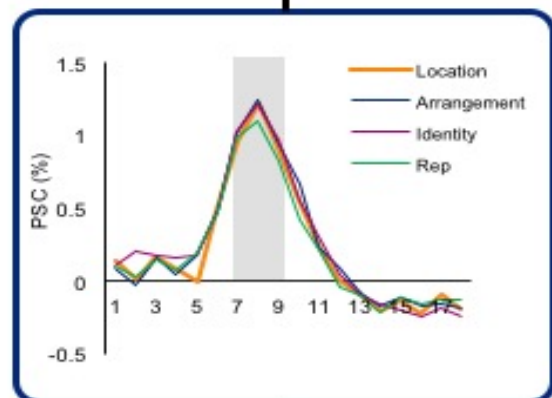 1.5
1
0.5
0
-0.5
PSC (%)
Location
Arrangement
Identity
Rep
1 3 5 7 9 11 13 15 17